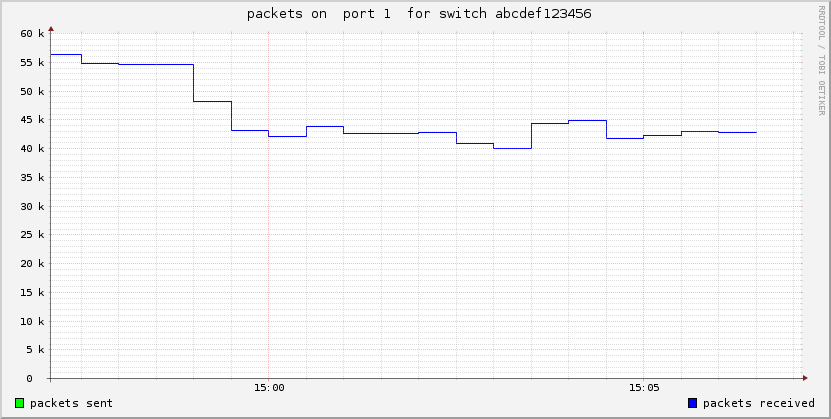 packets on  port 1  for switch abcdef123456
RRDTOOL / TOBI OETIKER
60 k
55 k
50 k
45 k
40 k
35 k
30 k
25 k
20 k
15 k
10 k
5 k
0
15:00 15:05
packets sent packets received